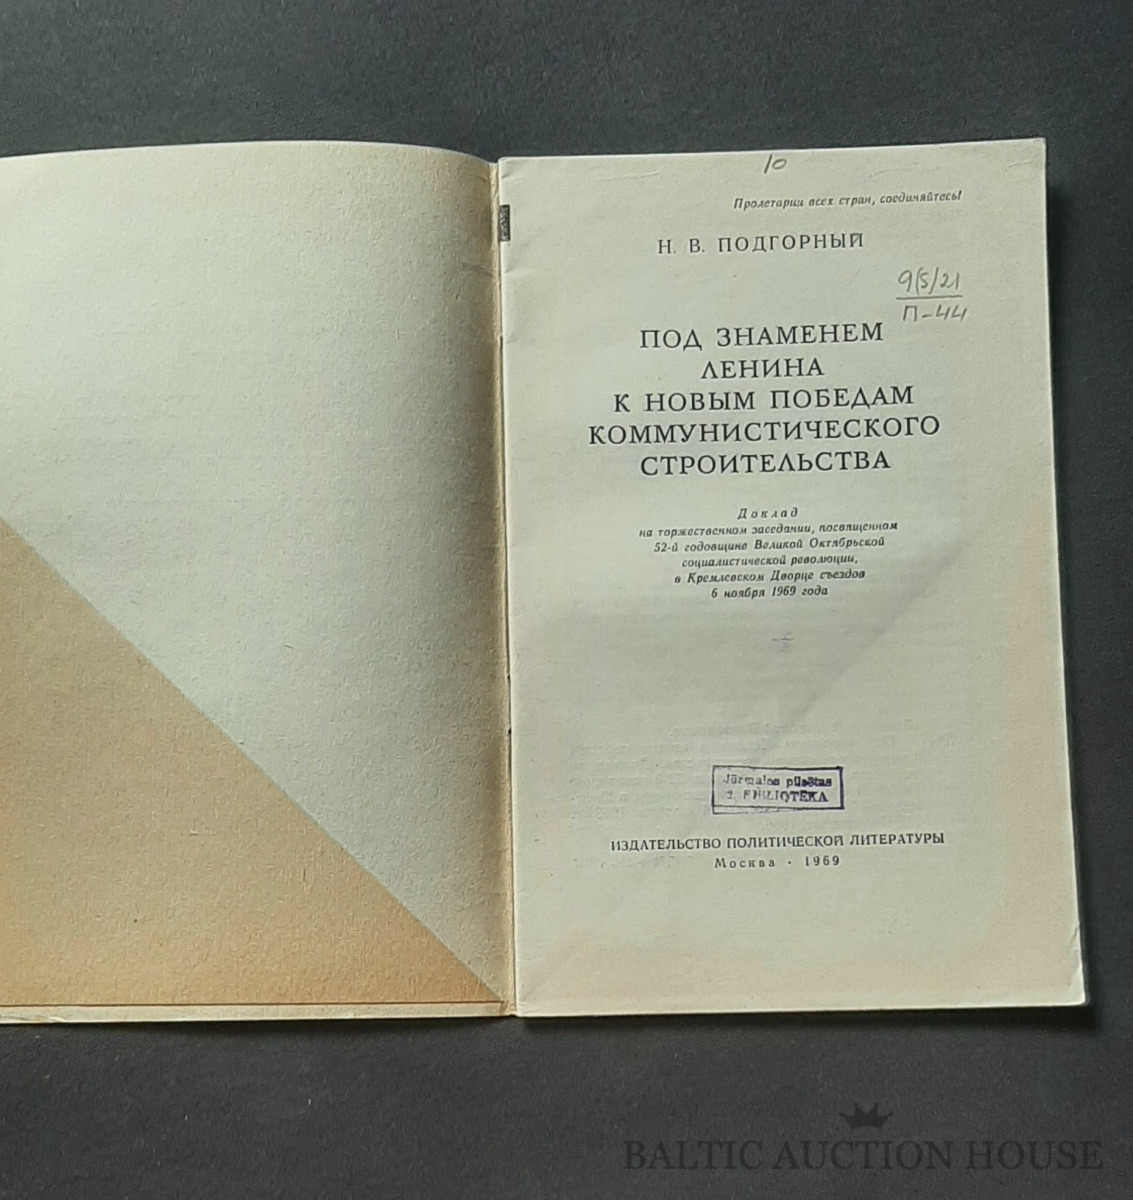 10
Пролетарии всех стран, соединяйтесь!
Н. В. ПОДГОРНЫЙ
9(5/21
П-44
ПОД ЗНАМЕНЕМ
ЛЕНИНА
К НОВЫМ ПОБЕДАМ
КОММУНИСТИЧЕСКОГО
СТРОИТЕЛЬСТВА
Доклад
на торжественном заседании, посвященном
52-й годовщине Великой Октябрьской
социалистической революции,
в Кремлевском Дворце съездов
6 ноября 1969 года
Jūrmalas pilsētas
BIBLIOTĒKA
ИЗДАТЕЛЬСТВО ПОЛИТИЧЕСКОЙ ЛИТЕРАТУРЫ
Москва · 1969
BALTIC AUCTION HOUSE